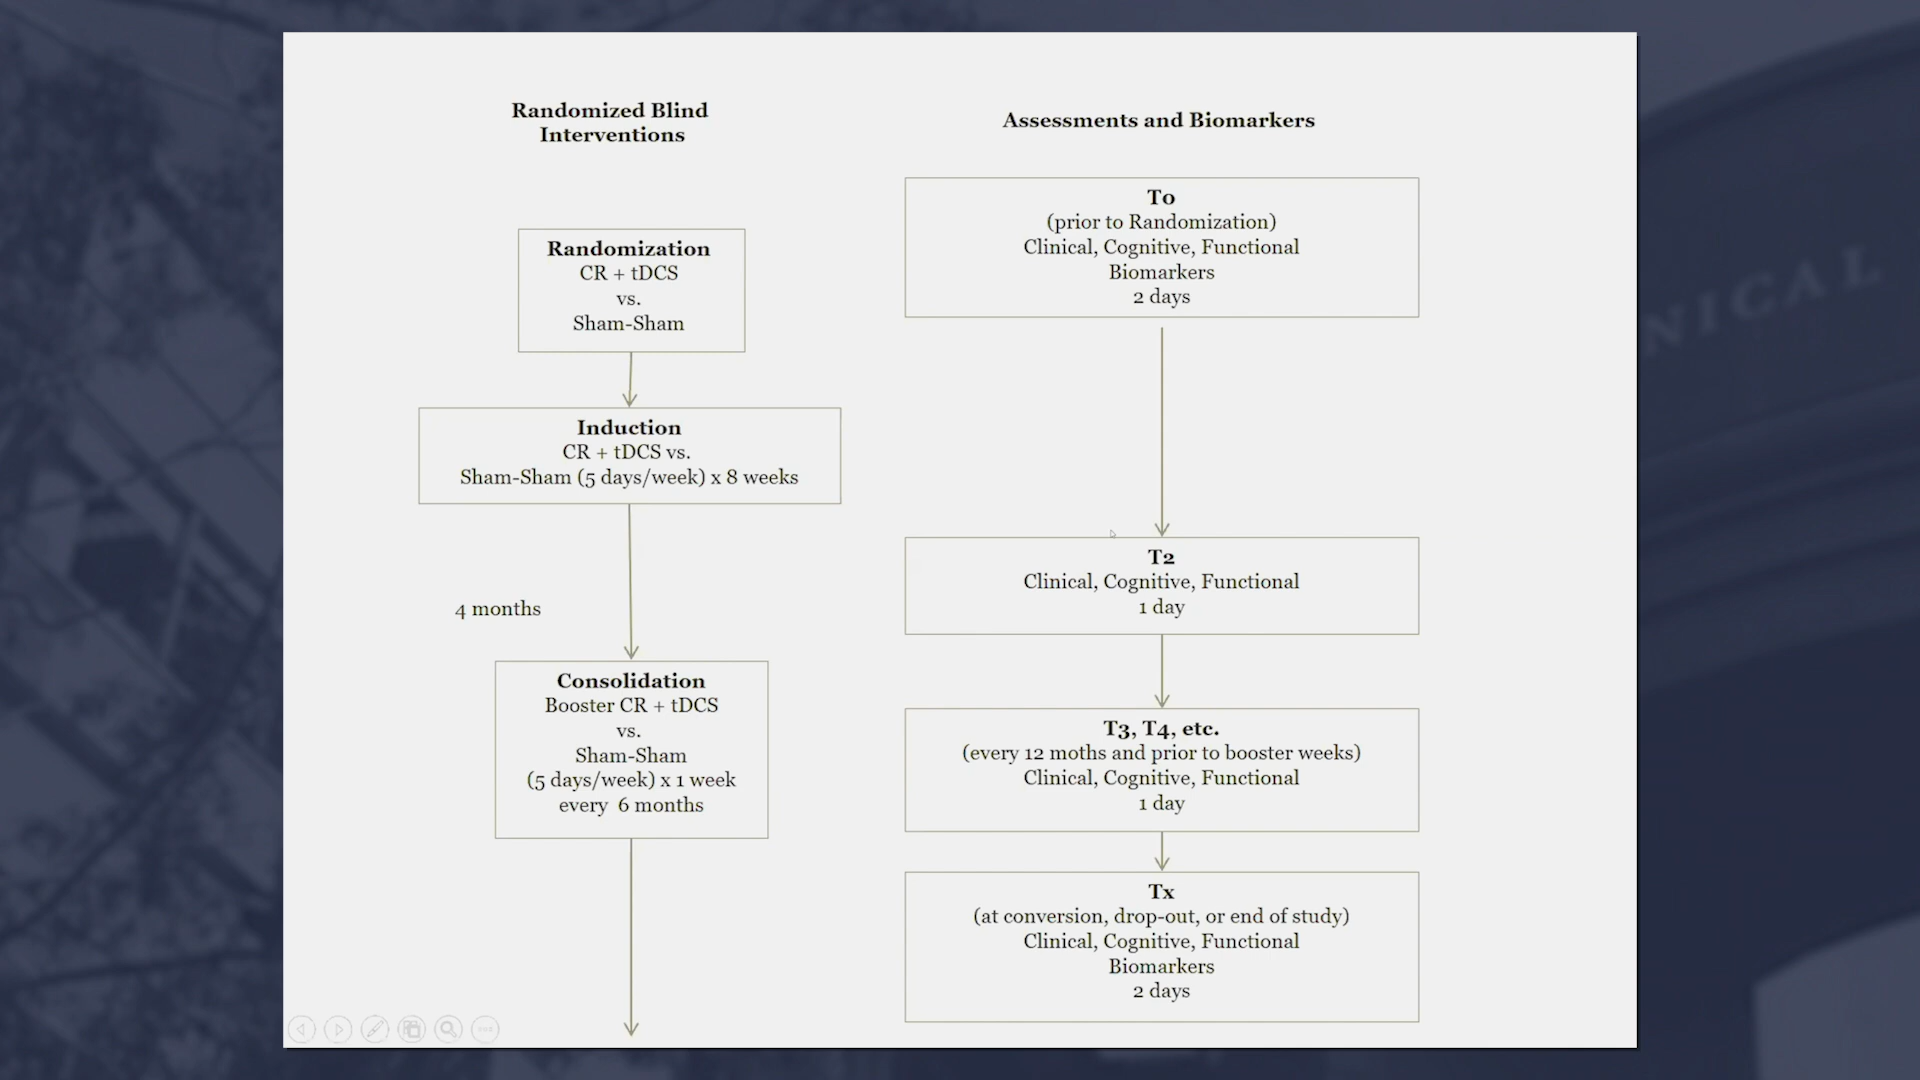 Randomized Blind
Interventions
Randomization
CR + tDCS
vs.
Sham-Sham
Induction
CR + tDCS vs.
Sham-Sham (5 days/week) x 8 weeks
4 months
Consolidation
Booster CR + tDCS
vs.
Sham-Sham
(5 days/week) x 1 week
every 6 months
Assessments and Biomarkers
T0
(prior to Randomization)
Clinical, Cognitive, Functional
Biomarkers
2 days
T2
Clinical, Cognitive, Functional
1 day
T3, T4, etc.
(every 12 moths and prior to booster weeks)
Clinical, Cognitive, Functional
1 day
Tx
(at conversion, drop-out, or end of study)
Clinical, Cognitive, Functional
Biomarkers
2 days
NICAL